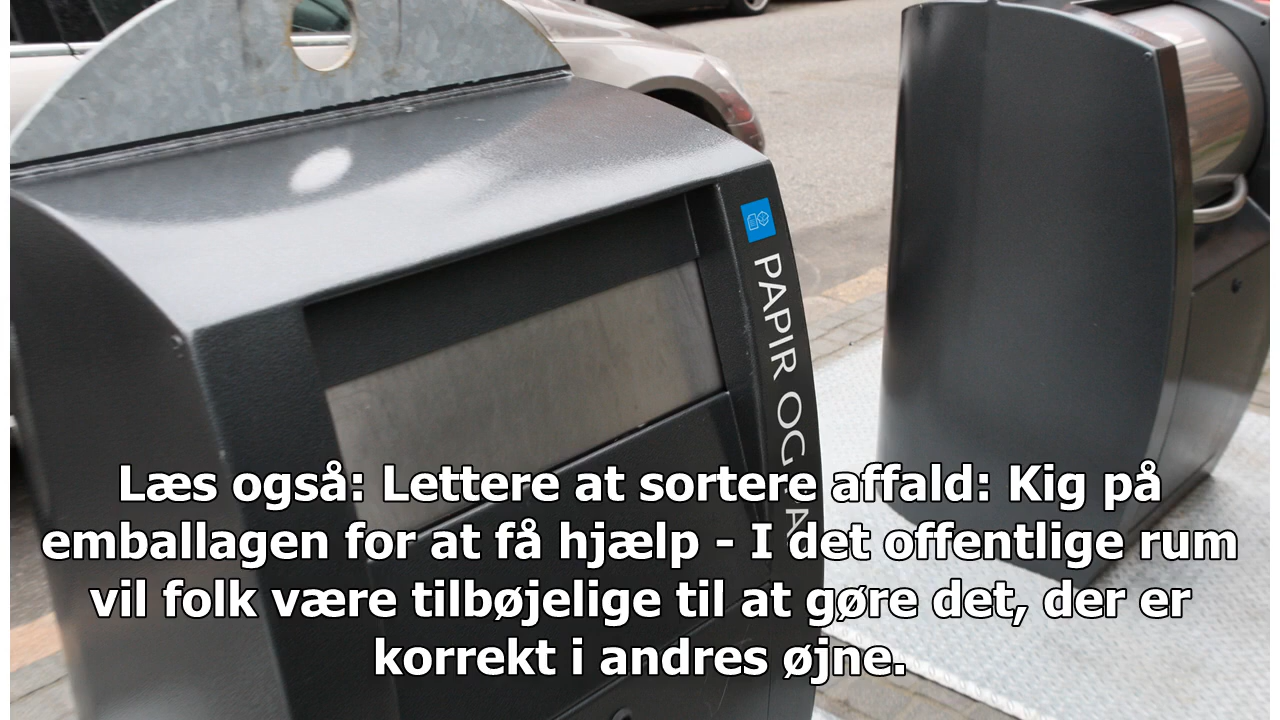 PAPIR OG
Læs også: Lettere at sortere affald: Kig på
emballagen for at få hjælp - I det offentlige rum
vil folk være tilbøjelige til at gøre det, der er
korrekt i andres øjne.